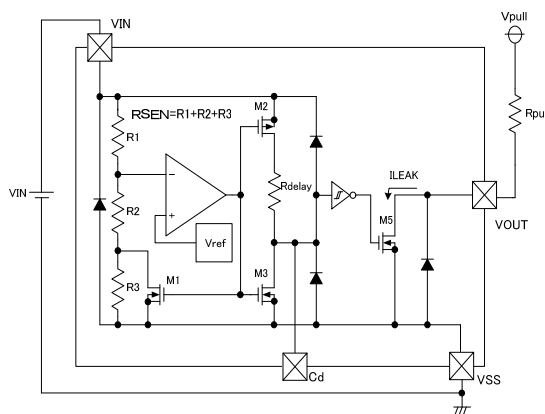 Vpull
VIN
RSEN=R1+R2+R3
M2
Rpull
R1
ILEAK
Rdelay
−
VIN
R2
+
Vref
M5
VOUT
R3
M1
M3
Cd
VSS